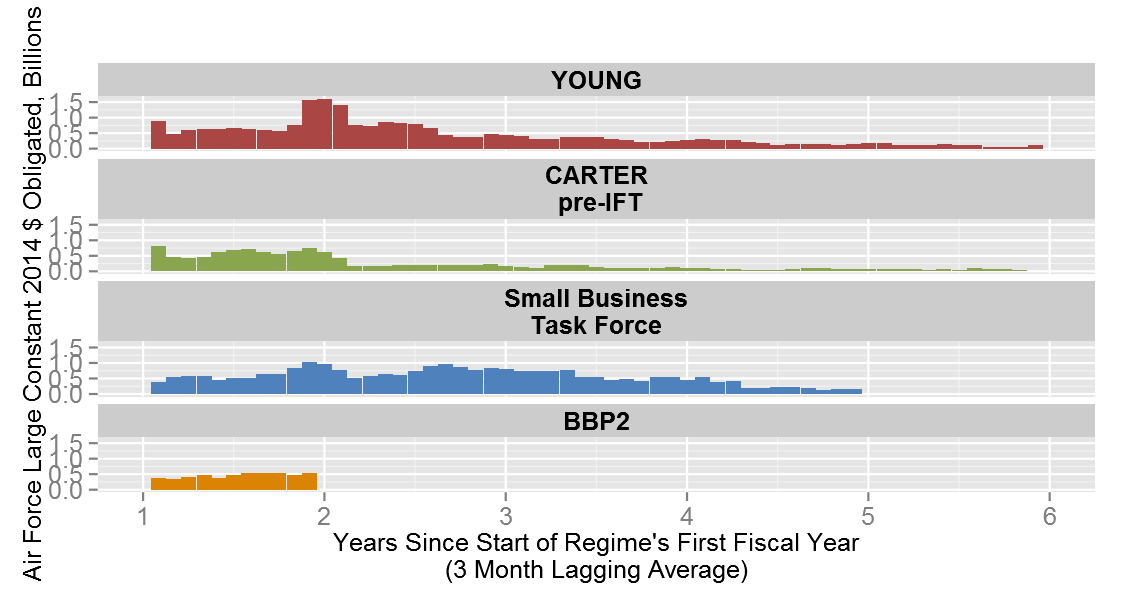 Air Force Large Constant 2014 $ Obligated, Billions
YOUNG
1.5
1.0
0.5
0.0
CARTER
pre-IFT
1.5
1.0
0.5
0.0
Small Business
Task Force
1.5
1.0
0.5
0.0
BBP2
1.5
1.0
0.5
0.0
1 2 3 4 5 6
Years Since Start of Regime's First Fiscal Year
(3 Month Lagging Average)